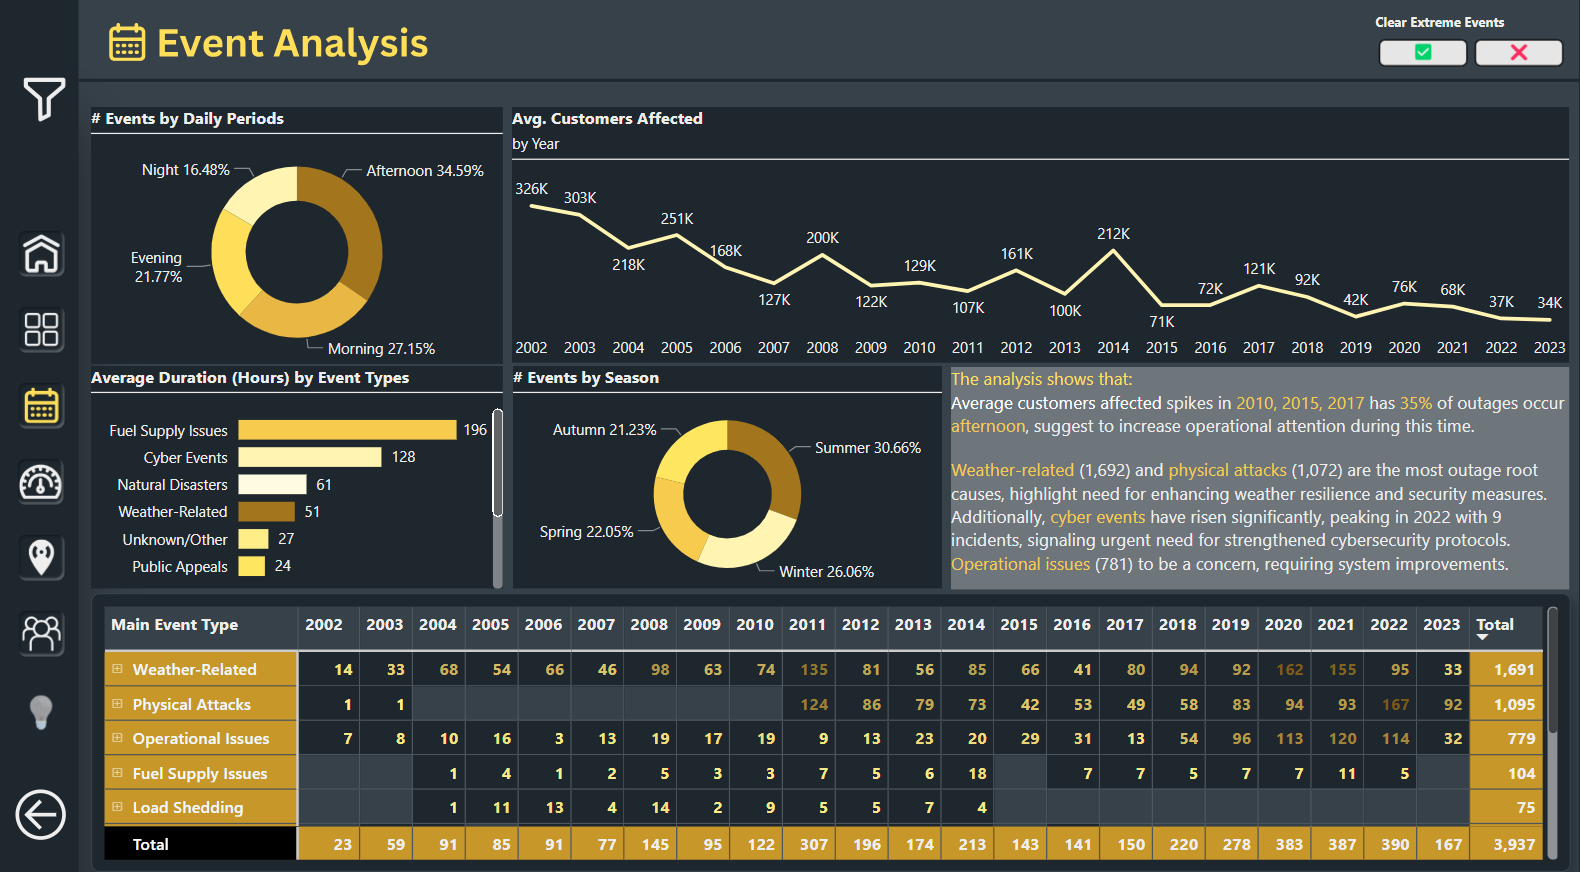 Event Analysis
Clear Extreme Events
# Events by Daily Periods
Night 16.48%
Afternoon 34.59%
Evening
21.77%
Morning 27.15%
Avg. Customers Affected
by Year
326K 303K 218K 251K 168K 127K 200K 122K 129K 107K 161K 100K 212K 71K 72K 121K 92K 42K 76K 68K 37K 34K
2002 2003 2004 2005 2006 2007 2008 2009 2010 2011 2012 2013 2014 2015 2016 2017 2018 2019 2020 2021 2022 2023
Average Duration (Hours) by Event Types
Fuel Supply Issues 196
Cyber Events 128
Natural Disasters 61
Weather-Related 51
Unknown/Other 27
Public Appeals 24
# Events by Season
Autumn 21.23%
Summer 30.66%
Spring 22.05%
Winter 26.06%
The analysis shows that:
Average customers affected spikes in 2010, 2015, 2017 has 35% of outages occur
afternoon, suggest to increase operational attention during this time.
Weather-related (1,692) and physical attacks (1,072) are the most outage root
causes, highlight need for enhancing weather resilience and security measures.
Additionally, cyber events have risen significantly, peaking in 2022 with 9
incidents, signaling urgent need for strengthened cybersecurity protocols.
Operational issues (781) to be a concern, requiring system improvements.
Main Event Type 2002 2003 2004 2005 2006 2007 2008 2009 2010 2011 2012 2013 2014 2015 2016 2017 2018 2019 2020 2021 2022 2023 Total
Weather-Related 14 33 68 54 66 46 98 63 74 135 81 56 85 66 41 80 94 92 162 155 95 33 1,691
Physical Attacks 1 1 124 86 79 73 42 53 49 58 83 94 93 167 92 1,095
Operational Issues 7 8 10 16 3 13 19 17 19 9 13 23 20 29 31 13 54 96 113 120 114 32 779
Fuel Supply Issues 1 4 1 2 5 3 3 7 5 6 18 7 7 5 7 7 11 5 104
Load Shedding 1 11 13 4 14 2 9 5 5 7 4 75
Total 23 59 91 85 91 77 145 95 122 307 196 174 213 143 141 150 220 278 383 387 390 167 3,937